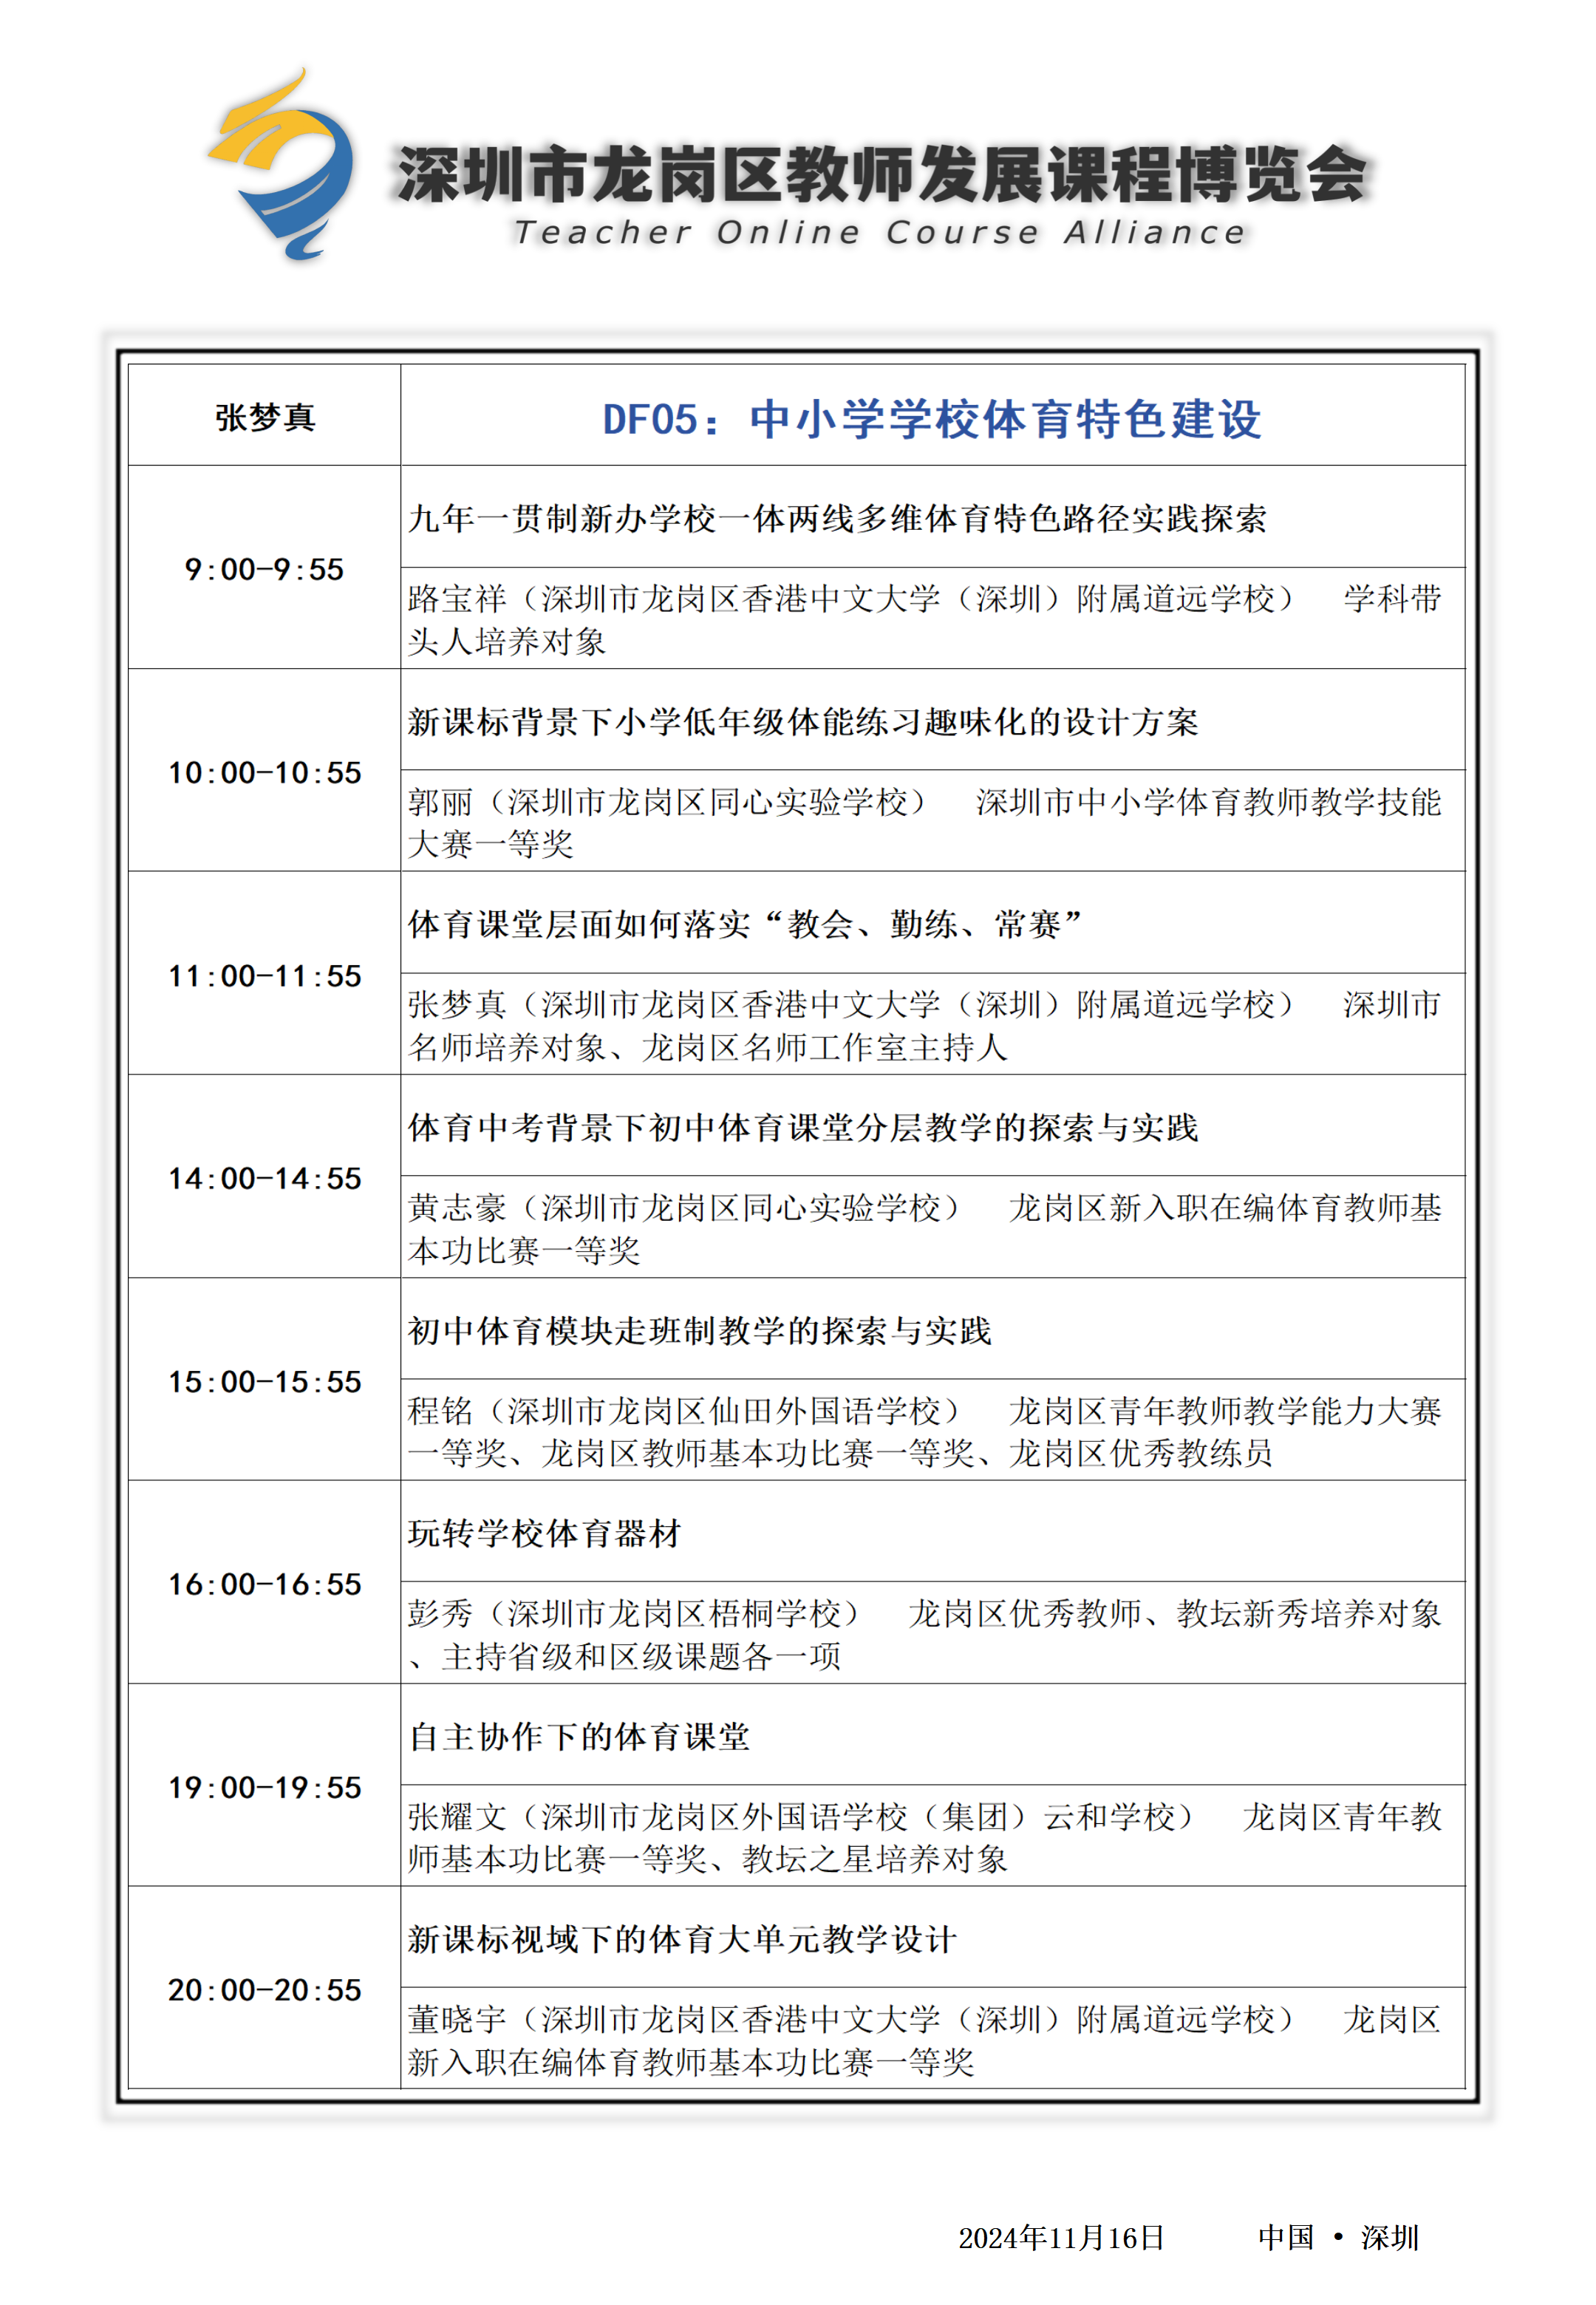 深圳市龙岗区教师发展课程博览会
Teacher Online Course Alliance
张梦真
DF05：中小学学校体育特色建设
9:00-9:55
九年一贯制新办学校一体两线多维体育特色路径实践探索
路宝祥（深圳市龙岗区香港中文大学（深圳）附属道远学校）　学科带
头人培养对象
10:00-10:55
新课标背景下小学低年级体能练习趣味化的设计方案
郭丽（深圳市龙岗区同心实验学校）　深圳市中小学体育教师教学技能
大赛一等奖
11:00-11:55
体育课堂层面如何落实“教会、勤练、常赛”
张梦真（深圳市龙岗区香港中文大学（深圳）附属道远学校）　深圳市
名师培养对象、龙岗区名师工作室主持人
14:00-14:55
体育中考背景下初中体育课堂分层教学的探索与实践
黄志豪（深圳市龙岗区同心实验学校）　龙岗区新入职在编体育教师基
本功比赛一等奖
15:00-15:55
初中体育模块走班制教学的探索与实践
程铭（深圳市龙岗区仙田外国语学校）　龙岗区青年教师教学能力大赛
一等奖、龙岗区教师基本功比赛一等奖、龙岗区优秀教练员
16:00-16:55
玩转学校体育器材
彭秀（深圳市龙岗区梧桐学校）　龙岗区优秀教师、教坛新秀培养对象
、主持省级和区级课题各一项
19:00-19:55
自主协作下的体育课堂
张耀文（深圳市龙岗区外国语学校（集团）云和学校）　龙岗区青年教
师基本功比赛一等奖、教坛之星培养对象
20:00-20:55
新课标视域下的体育大单元教学设计
董晓宇（深圳市龙岗区香港中文大学（深圳）附属道远学校）　龙岗区
新入职在编体育教师基本功比赛一等奖
2024年11月16日　中国 • 深圳